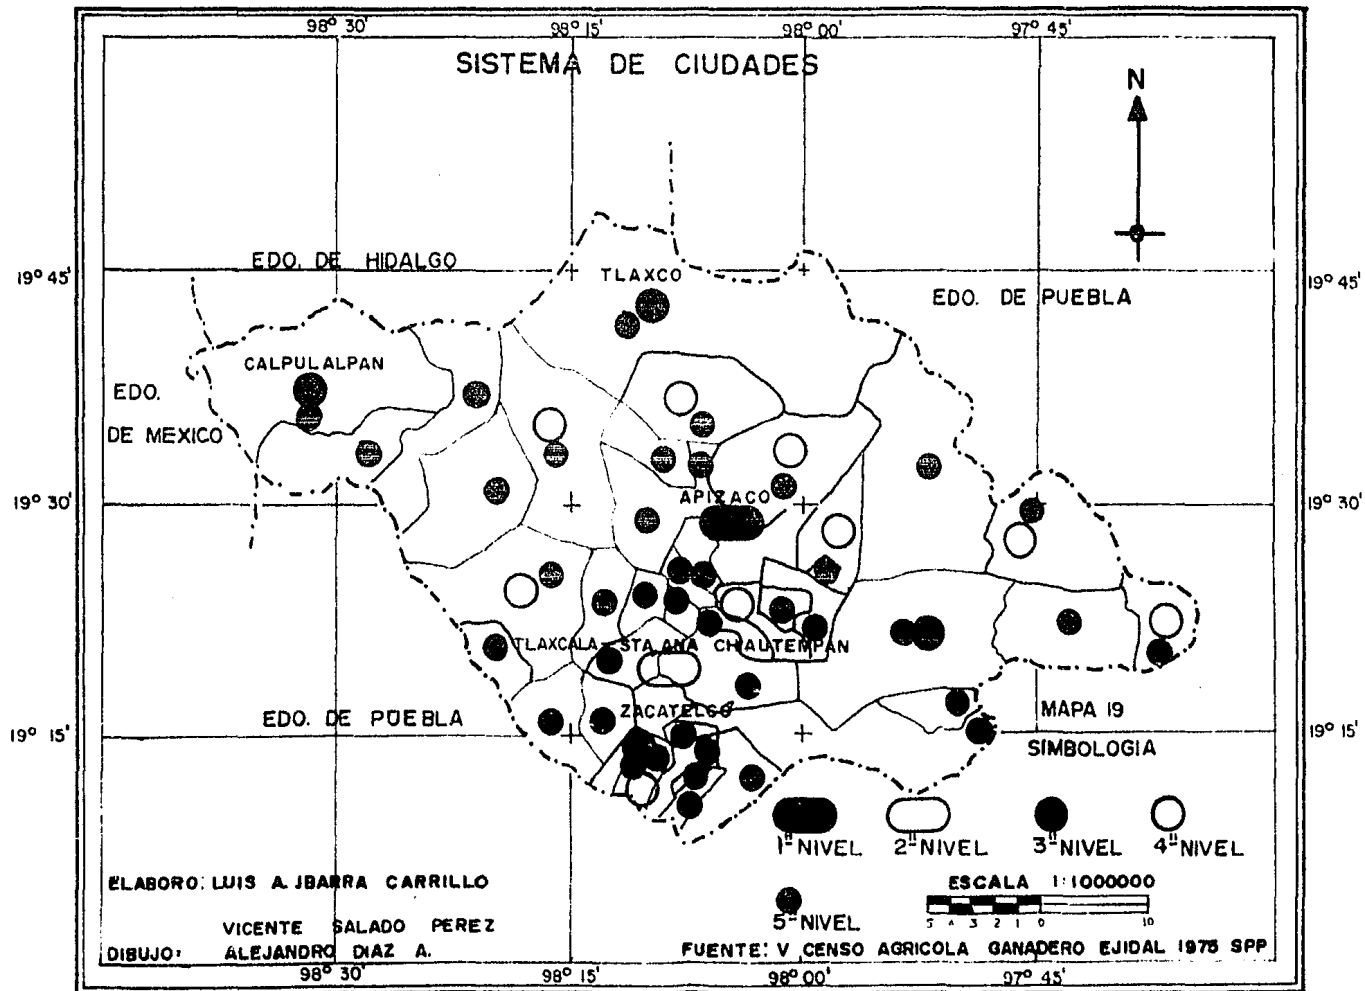 98° 30'
98° 15'
98° 00'
97° 45'
SISTEMA DE CIUDADES
N
EDO. DE HIDALGO
19° 45'
TLAXCO
EDO. DE PUEBLA
19° 45'
CALPULALPAN
EDO.
DE MEXICO
19° 30'
APIZACO
19° 30'
TLAXCALA-STA ANA CHIAUTEMPAN
EDO. DE PUEBLA
ZACATELCO
MAPA 19
19° 15'
19° 15'
SIMBOLOGIA
1º NIVEL
2º NIVEL
3º NIVEL
4º NIVEL
ELABORO: LUIS A. IBARRA CARRILLO
ESCALA 1:1000000
5 4 3 2 1 0 10
5º NIVEL
VICENTE SALADO PEREZ
DIBUJO: ALEJANDRO DIAZ A.
FUENTE: V CENSO AGRICOLA GANADERO EJIDAL 1975 SPP
98° 30'
98° 15'
98° 00'
97° 45'